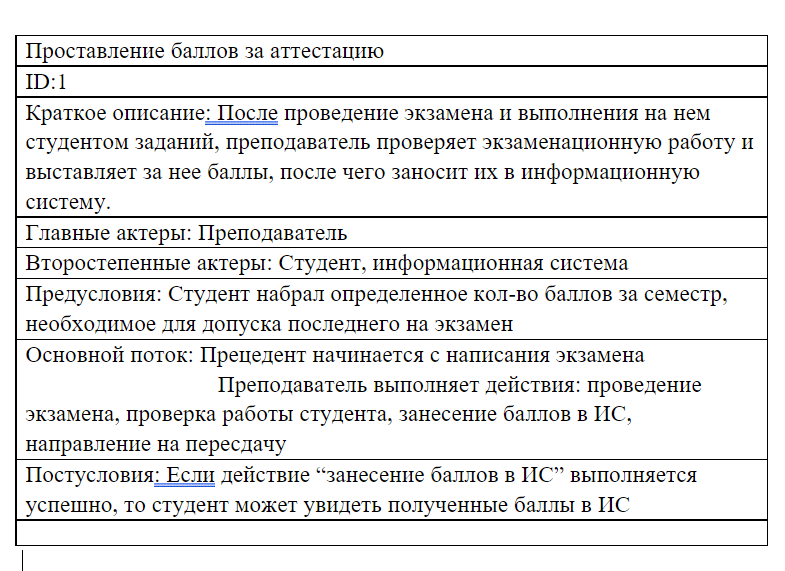 Проставление баллов за аттестацию
ID:1
Краткое описание: После проведение экзамена и выполнения на нем
студентом заданий, преподаватель проверяет экзаменационную работу и
выставляет за нее баллы, после чего заносит их в информационную
систему.
Главные актеры: Преподаватель
Второстепенные актеры: Студент, информационная система
Предусловия: Студент набрал определенное кол-во баллов за семестр,
необходимое для допуска последнего на экзамен
Основной поток: Прецедент начинается с написания экзамена
Преподаватель выполняет действия: проведение
экзамена, проверка работы студента, занесение баллов в ИС,
направление на пересдачу
Постусловия: Если действие “занесение баллов в ИС” выполняется
успешно, то студент может увидеть полученные баллы в ИС